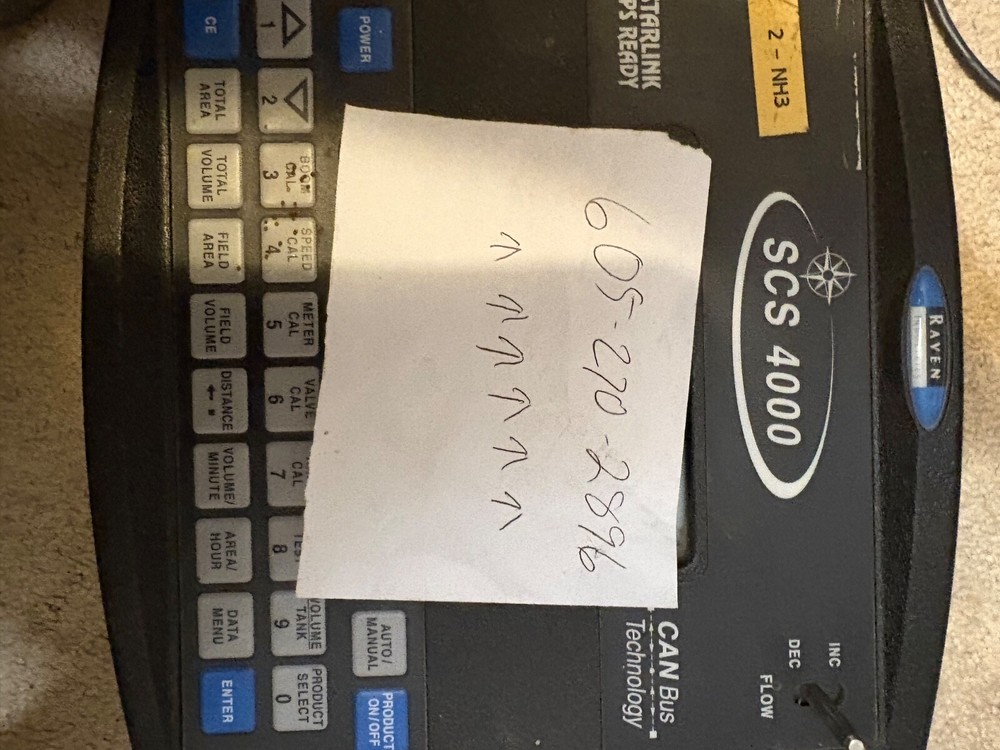 RAVEN
2 - NH3
SCS 4000
INC
DEC
FLOW
STARLINK
GPS READY
CAN Bus
Technology
605-270-2896
^ ^ ^ ^ ^ ^
POWER
AUTO/
MANUAL
PRODUCT
ON/OFF
1
2
BOOM
CAL
3
SPEED
CAL
4
METER
CAL
5
VALVE
CAL
6
CAL
7
8
VOLUME
TANK
9
PRODUCT
SELECT
0
CE
TOTAL
AREA
TOTAL
VOLUME
FIELD
AREA
FIELD
VOLUME
DISTANCE
VOLUME/
MINUTE
AREA/
HOUR
DATA
MENU
ENTER